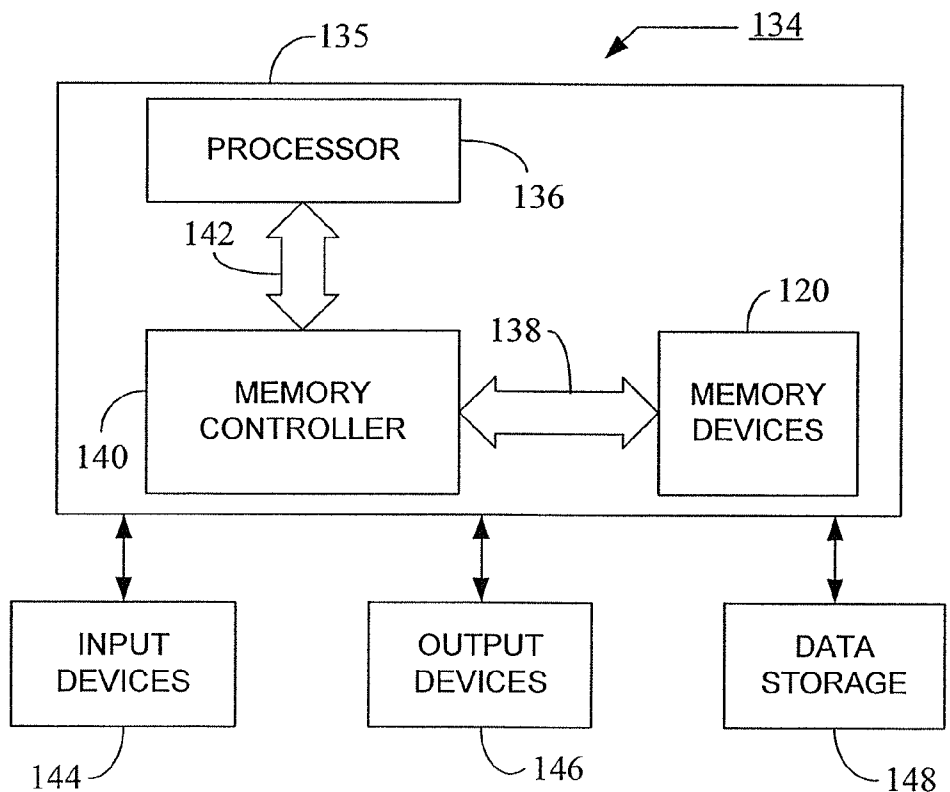 134
135
PROCESSOR
136
142
120
138
MEMORY
CONTROLLER
MEMORY
DEVICES
140
INPUT
DEVICES
OUTPUT
DEVICES
DATA
STORAGE
144
146
148